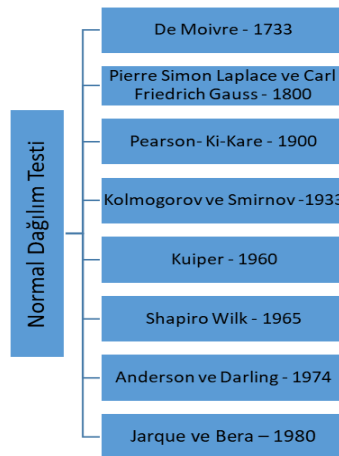 Normal Dağılım Testi
De Moivre - 1733
Pierre Simon Laplace ve Carl
Friedrich Gauss - 1800
Pearson- Ki-Kare - 1900
Kolmogorov ve Smirnov -1933
Kuiper - 1960
Shapiro Wilk - 1965
Anderson ve Darling - 1974
Jarque ve Bera – 1980